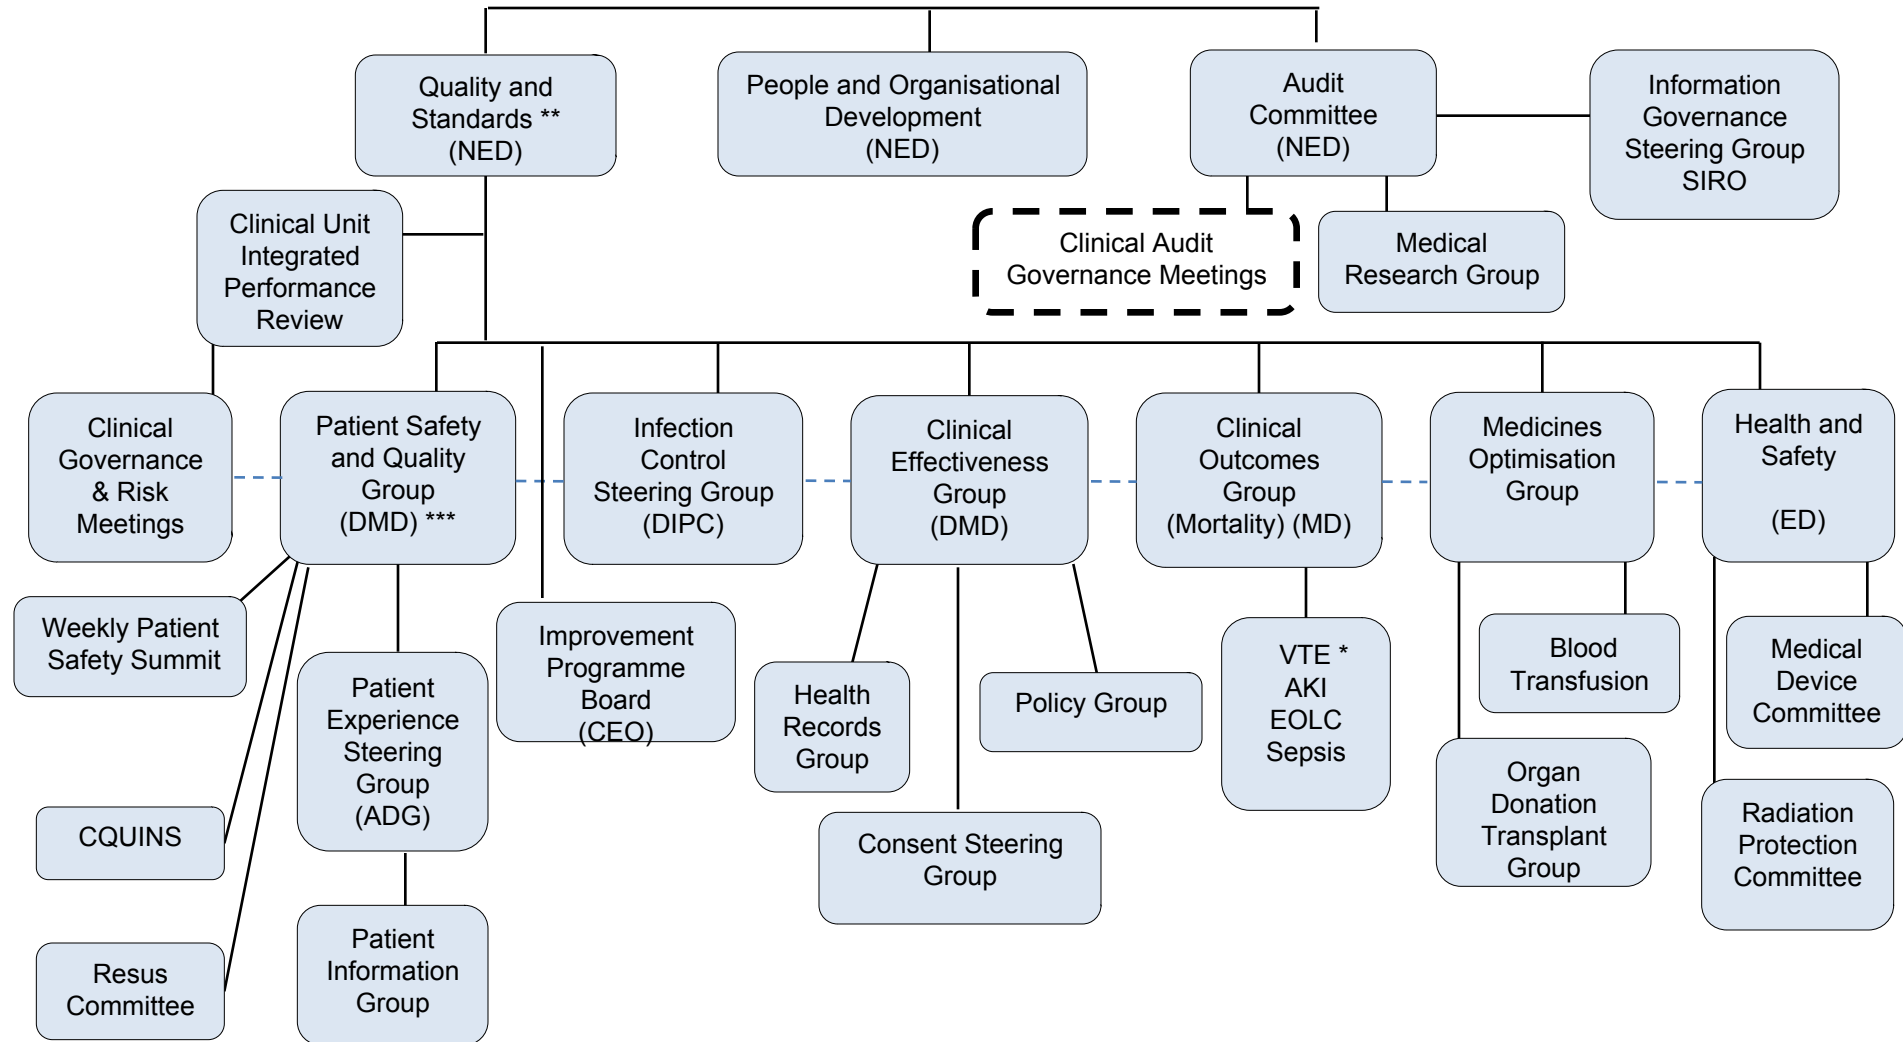 Quality and
Standards **
(NED)
People and Organisational
Development
(NED)
Audit
Committee
(NED)
Information
Governance
Steering Group
SIRO
Clinical Unit
Integrated
Performance
Review
Clinical Audit
Governance Meetings
Medical
Research Group
Clinical
Governance
& Risk
Meetings
Patient Safety
and Quality
Group
(DMD) ***
Infection
Control
Steering Group
(DIPC)
Clinical
Effectiveness
Group
(DMD)
Clinical
Outcomes
Group
(Mortality) (MD)
Medicines
Optimisation
Group
Health and
Safety
(ED)
Weekly Patient
Safety Summit
Patient
Experience
Steering
Group
(ADG)
Improvement
Programme
Board
(CEO)
Health
Records
Group
Policy Group
VTE *
AKI
EOLC
Sepsis
Blood
Transfusion
Medical
Device
Committee
CQUINS
Consent Steering
Group
Organ
Donation
Transplant
Group
Radiation
Protection
Committee
Resus
Committee
Patient
Information
Group